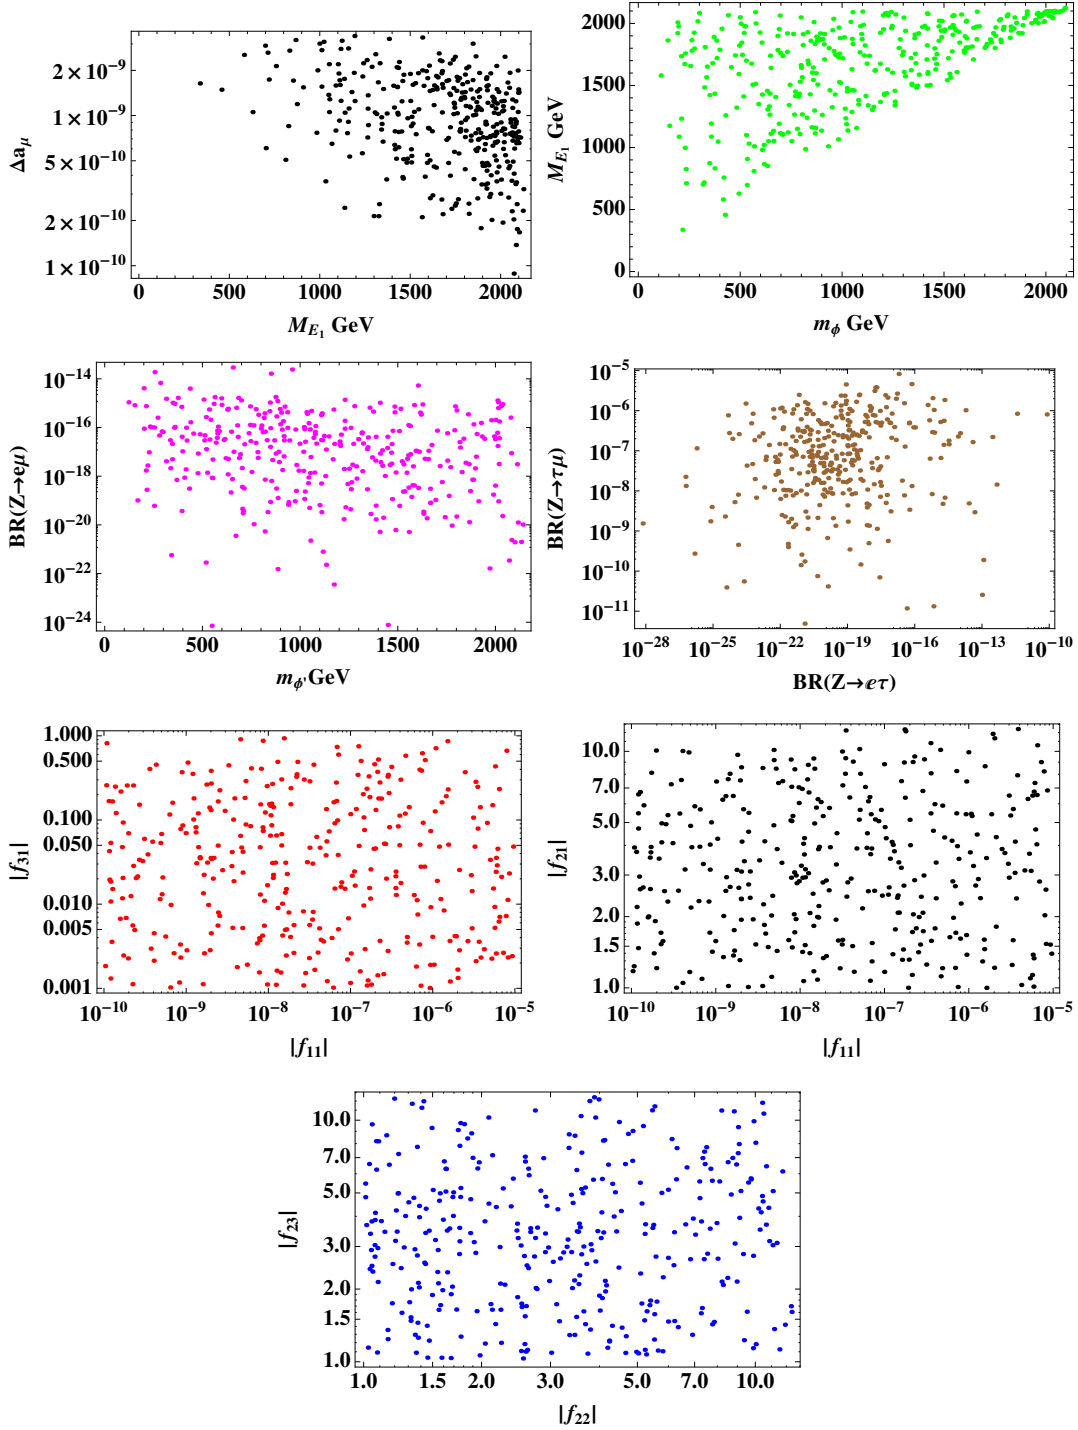 2×10⁻⁹
1×10⁻⁹
5×10⁻¹⁰
2×10⁻¹⁰
1×10⁻¹⁰
Δaμ
0 500 1000 1500 2000
M_E₁ GeV
2000
1500
1000
500
0
M_E₁ GeV
0 500 1000 1500 2000
mϕ GeV
10⁻¹⁴
10⁻¹⁶
10⁻¹⁸
10⁻²⁰
10⁻²²
10⁻²⁴
BR(Z→eμ)
0 500 1000 1500 2000
mϕ' GeV
10⁻⁵
10⁻⁶
10⁻⁷
10⁻⁸
10⁻⁹
10⁻¹⁰
10⁻¹¹
BR(Z→τμ)
10⁻²⁸ 10⁻²⁵ 10⁻²² 10⁻¹⁹ 10⁻¹⁶ 10⁻¹³ 10⁻¹⁰
BR(Z→eτ)
1.000
0.500
0.100
0.050
0.010
0.005
0.001
|f₃₁|
10⁻¹⁰ 10⁻⁹ 10⁻⁸ 10⁻⁷ 10⁻⁶ 10⁻⁵
|f₁₁|
10.0
7.0
5.0
3.0
2.0
1.5
1.0
|f₂₁|
10⁻¹⁰ 10⁻⁹ 10⁻⁸ 10⁻⁷ 10⁻⁶ 10⁻⁵
|f₁₁|
10.0
7.0
5.0
3.0
2.0
1.5
1.0
|f₂₃|
1.0 1.5 2.0 3.0 5.0 7.0 10.0
|f₂₂|